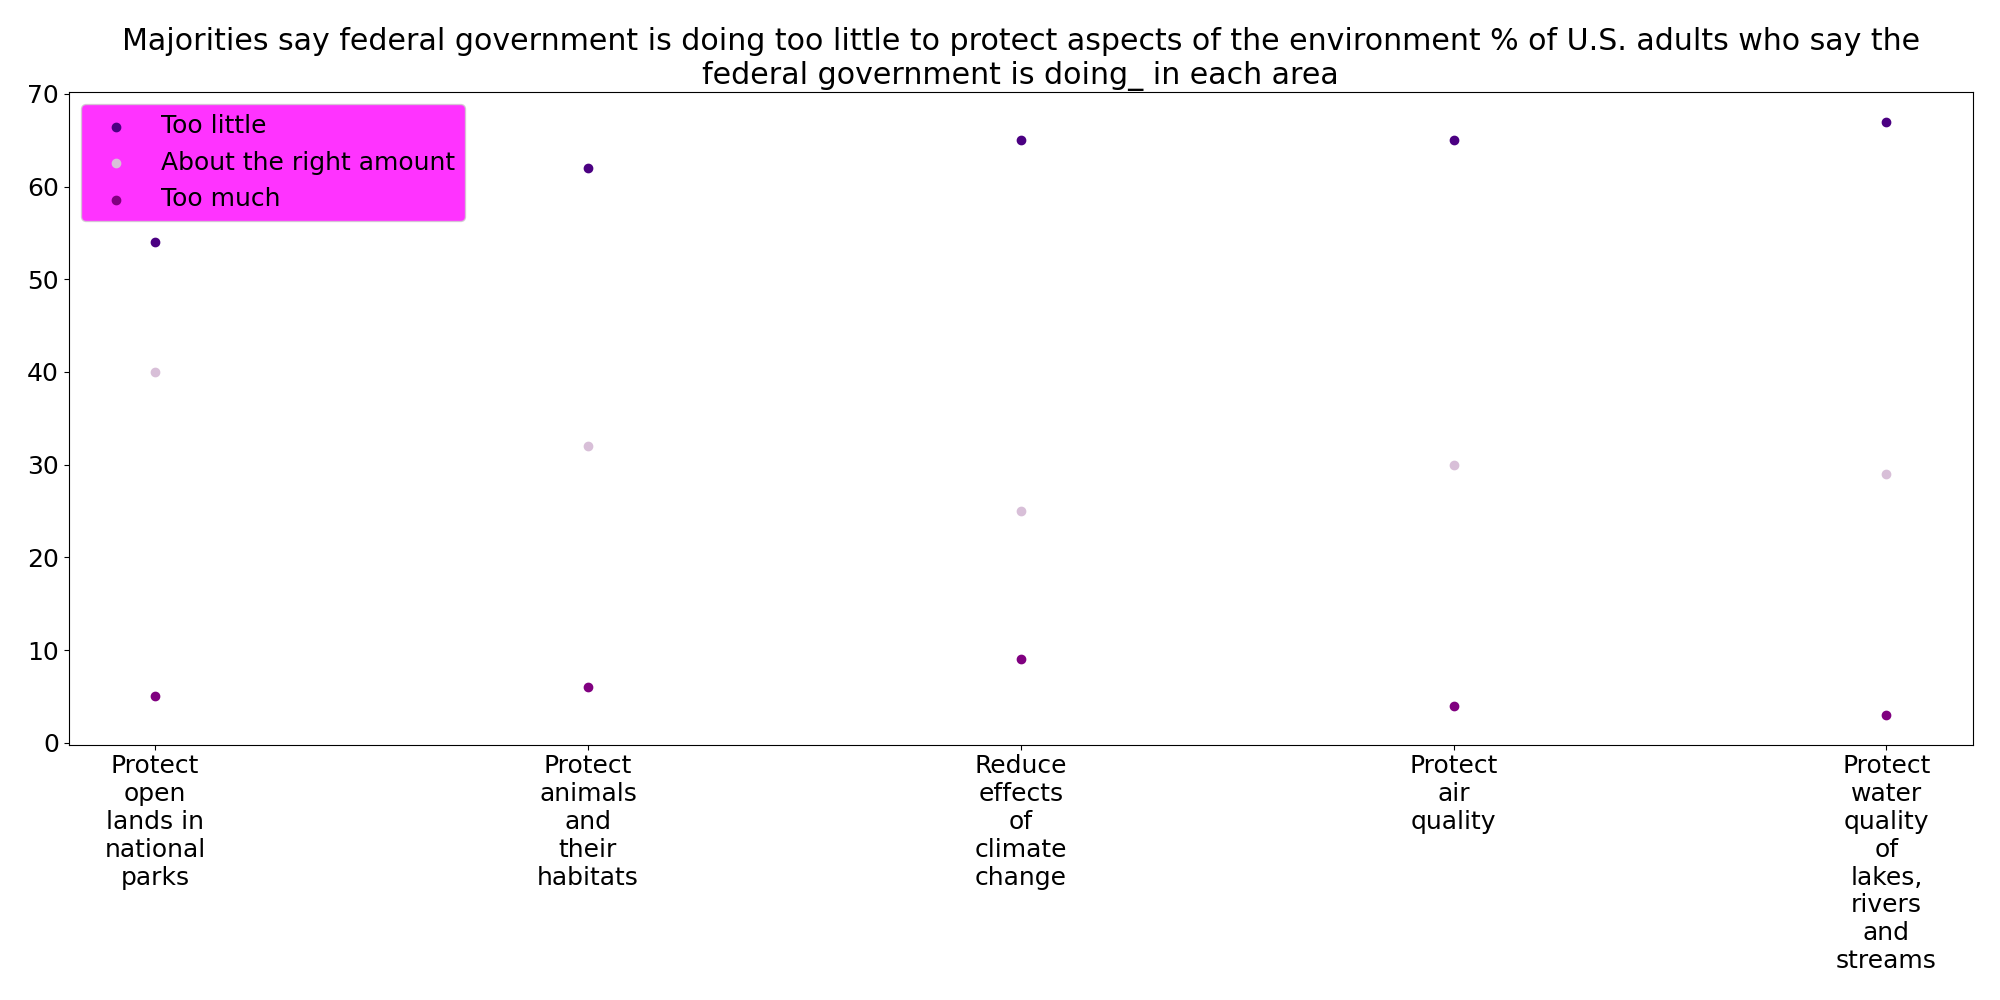 Majorities say federal government is doing too little to protect aspects of the environment % of U.S. adults who say the
federal government is doing_ in each area
Too little
About the right amount
Too much
70
60
50
40
30
20
10
0
Protect
open
lands in
national
parks
Protect
animals
and
their
habitats
Reduce
effects
of
climate
change
Protect
air
quality
Protect
water
quality
of
lakes,
rivers
and
streams